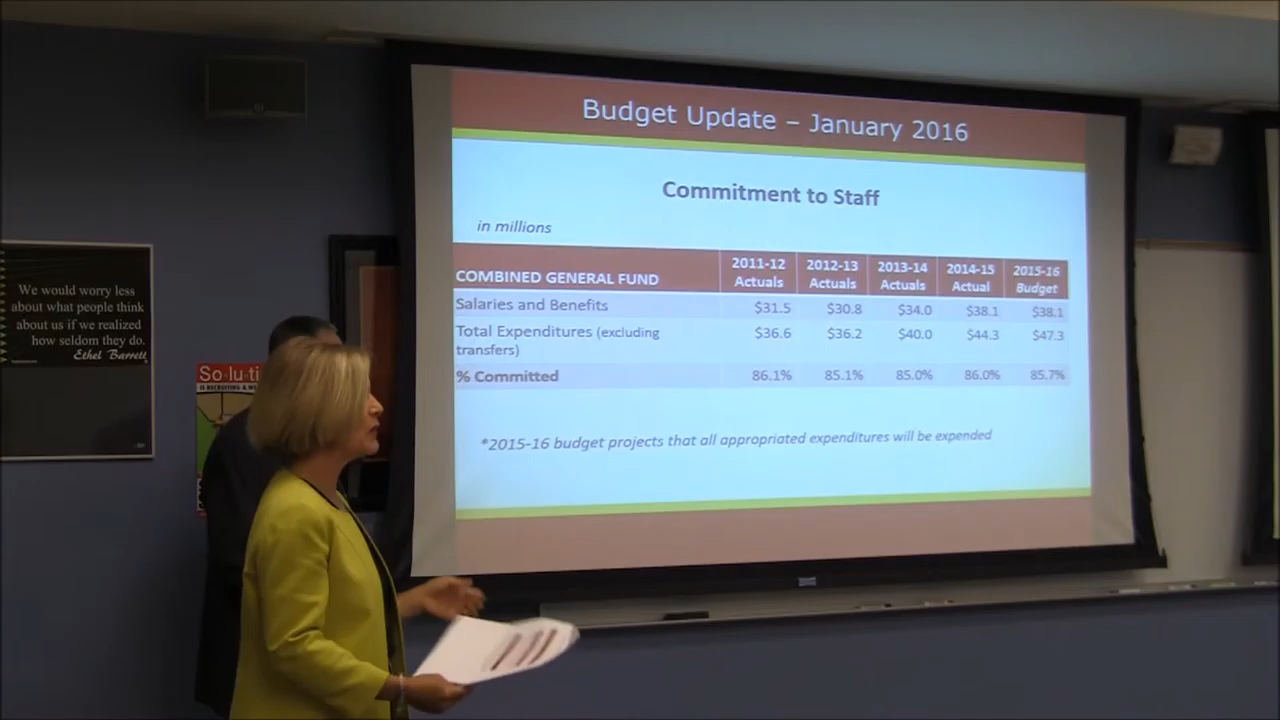 Budget Update – January 2016
Commitment to Staff
in millions
COMBINED GENERAL FUND 2011-12 Actuals 2012-13 Actuals 2013-14 Actuals 2014-15 Actual 2015-16 Budget
Salaries and Benefits $31.5 $30.8 $34.0 $38.1 $38.1
Total Expenditures (excluding transfers) $36.6 $36.2 $40.0 $44.3 $47.3
% Committed 86.1% 85.1% 85.0% 86.0% 85.7%
*2015-16 budget projects that all appropriated expenditures will be expended
We would worry less
about what people think
about us if we realized
how seldom they do.
Ethel Barrett
So·lu·ti
IS RECRUITING &